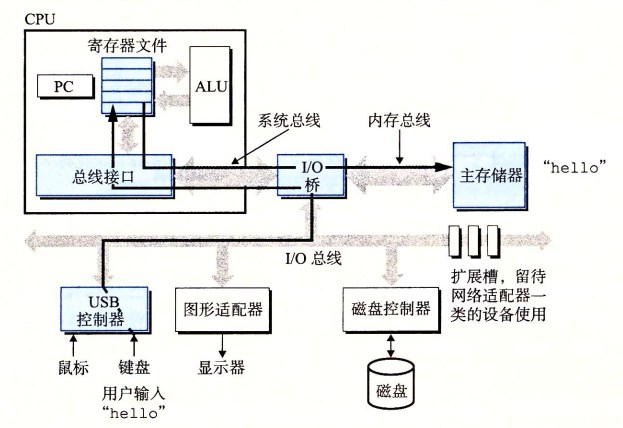 CPU
寄存器文件
PC
ALU
系统总线
内存总线
总线接口
I/O
桥
主存储器
“hello”
I/O 总线
扩展槽，留待
网络适配器一
类的设备使用
USB
控制器
图形适配器
磁盘控制器
鼠标
键盘
显示器
用户输入
“hello”
磁盘